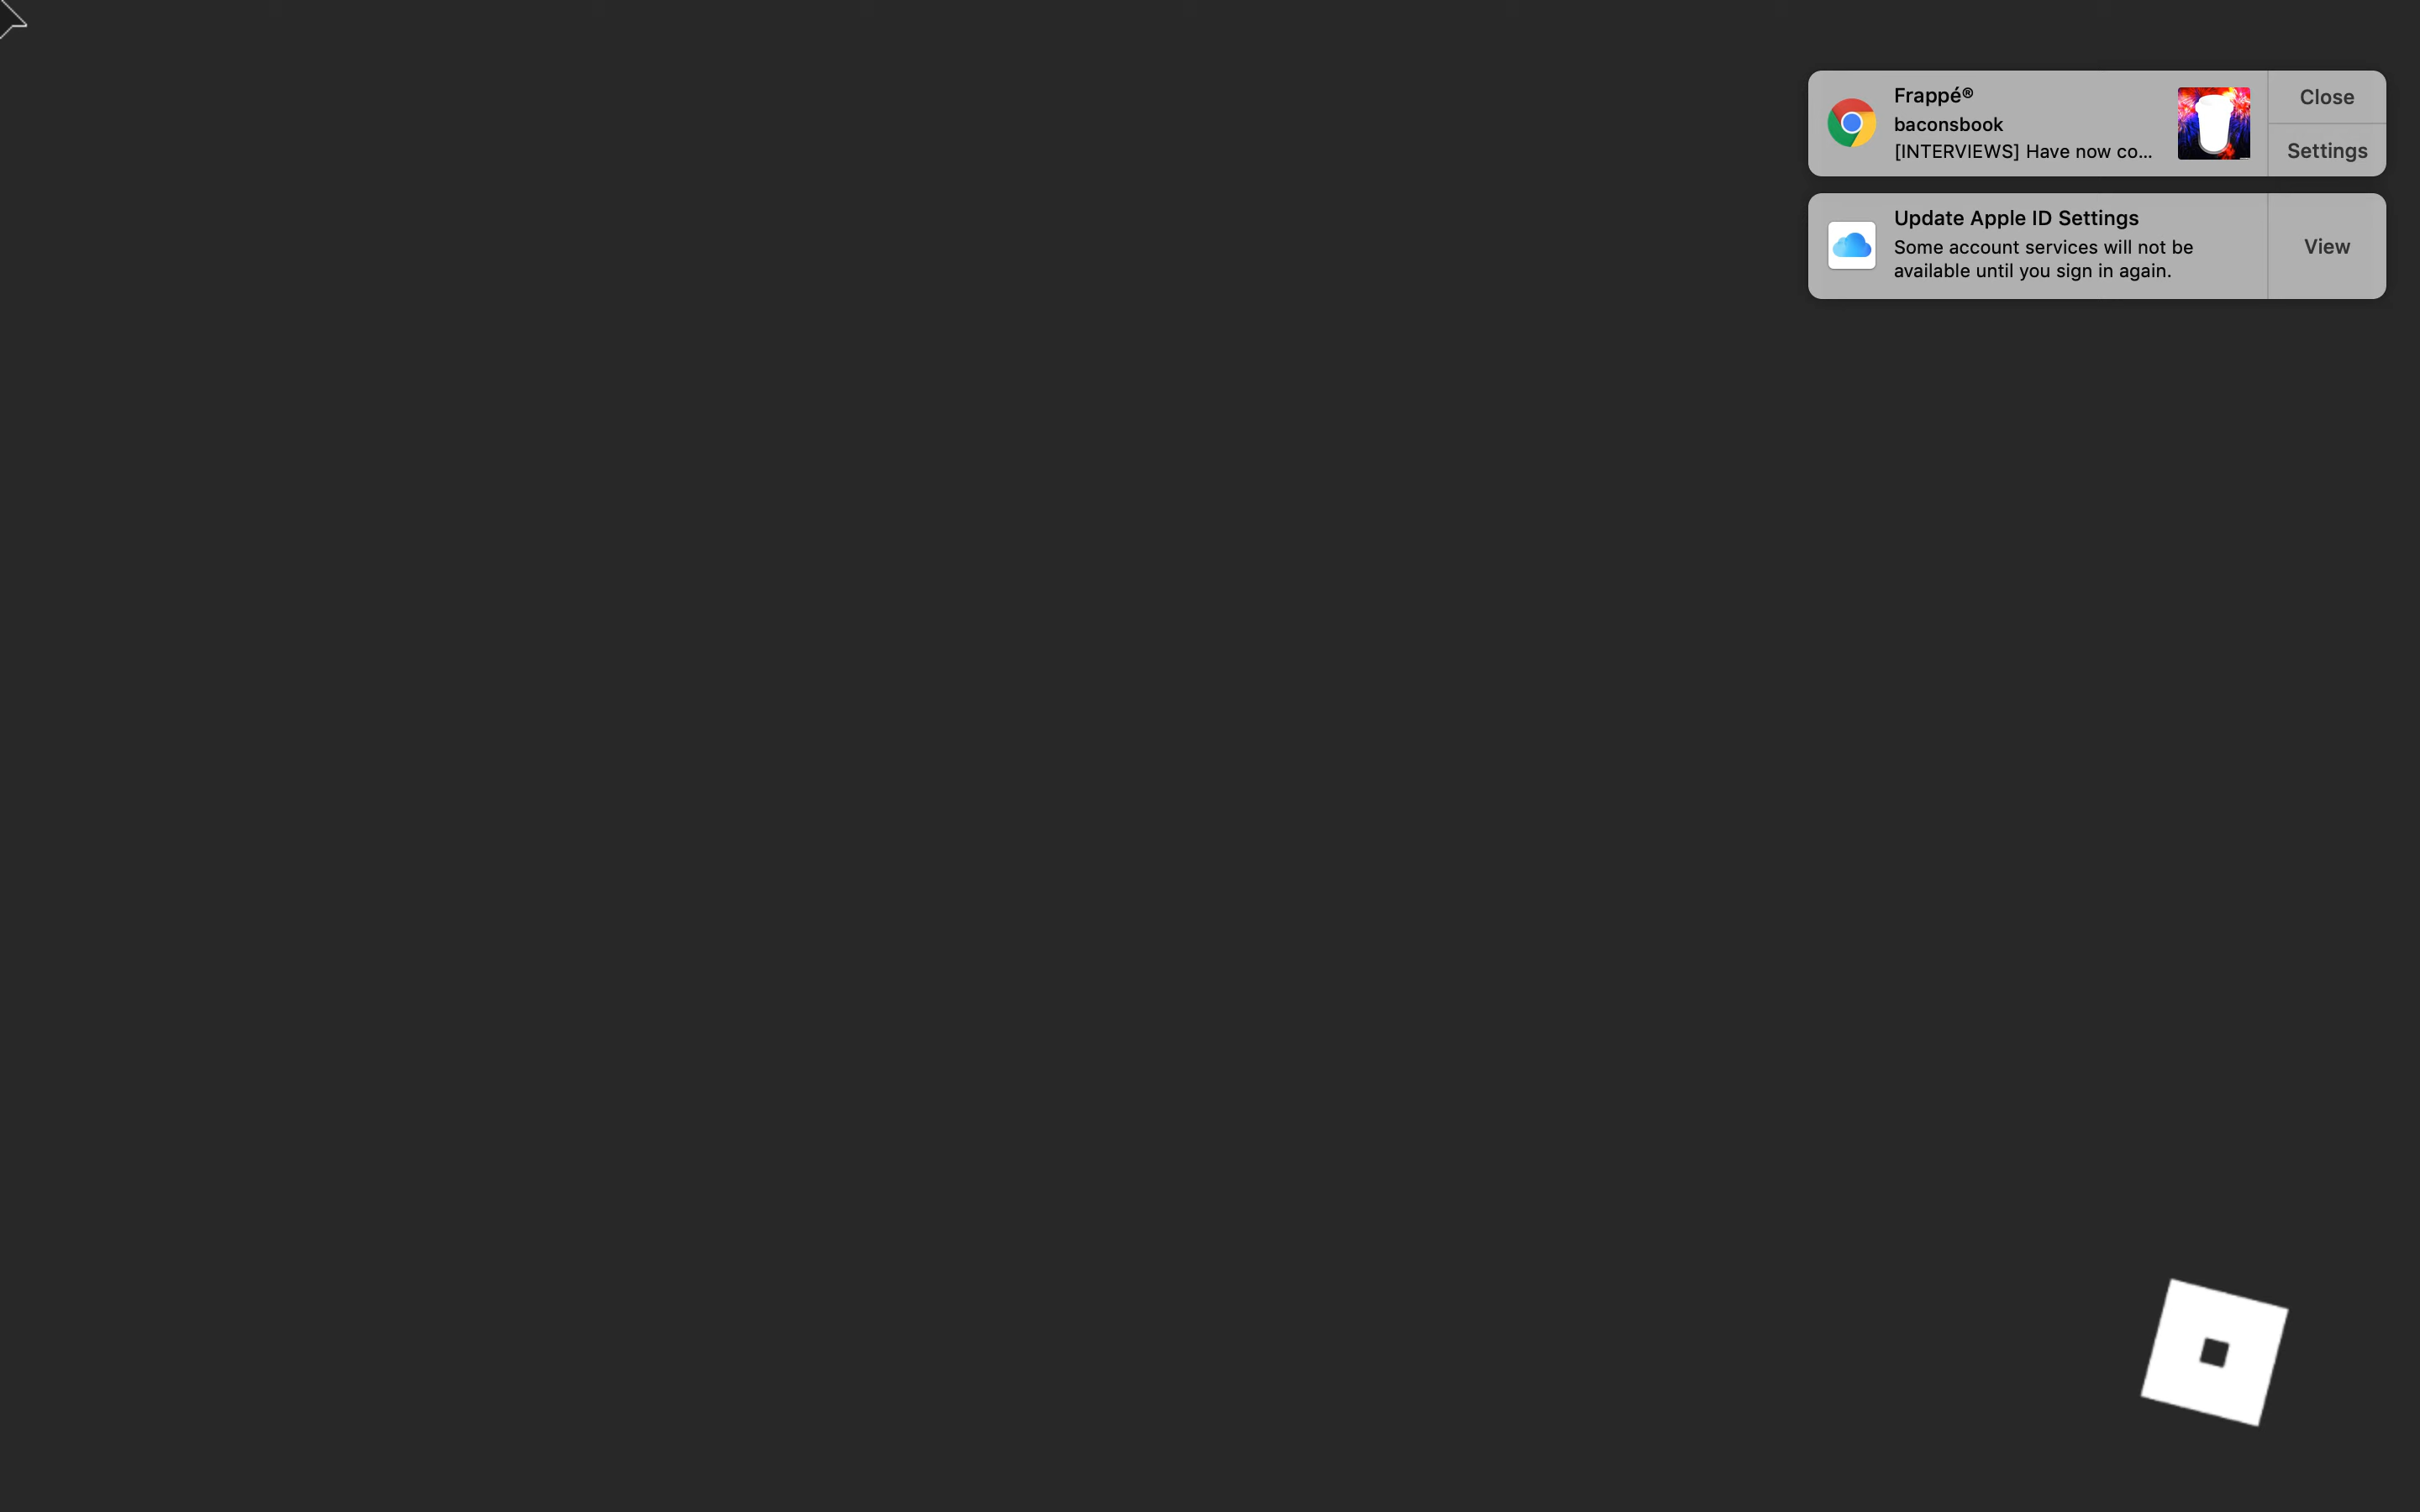 Frappé®
baconsbook
[INTERVIEWS] Have now co...
Close
Settings
Update Apple ID Settings
Some account services will not be
available until you sign in again.
View